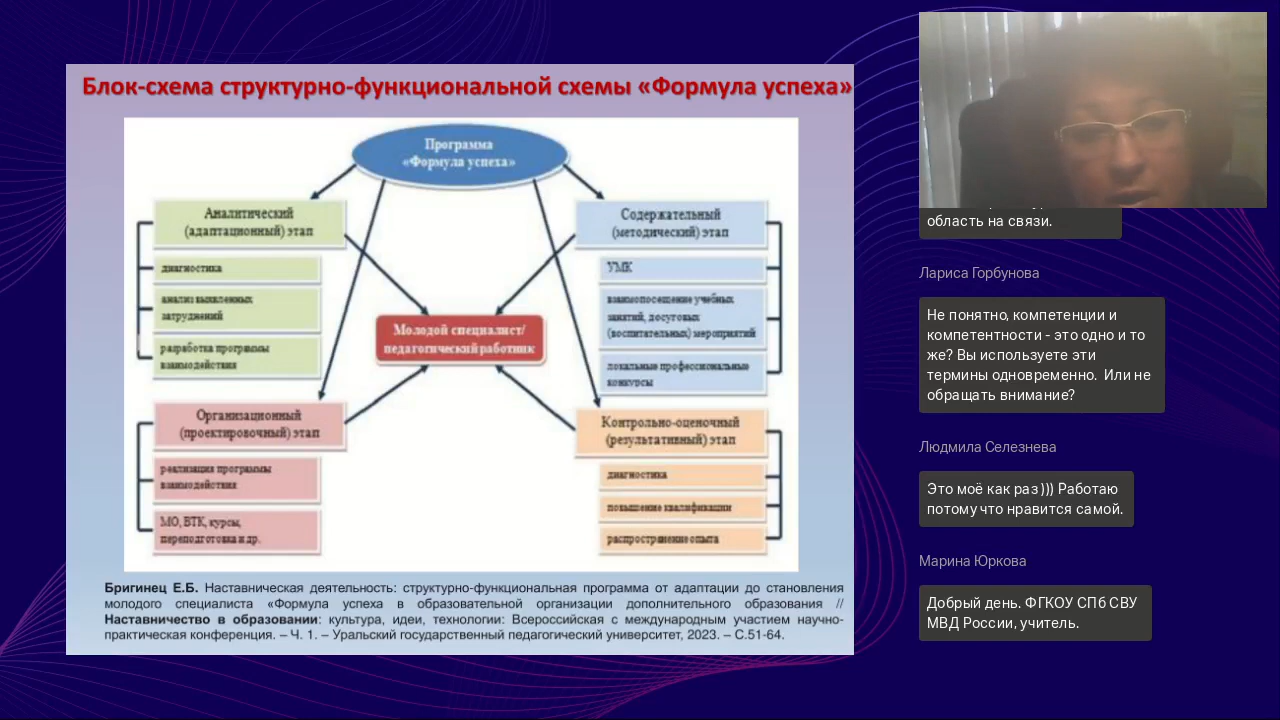 Блок-схема структурно-функциональной схемы «Формула успеха»
Программа
«Формула успеха»
Аналитический
(адаптационный) этап
диагностика
анализ выявленных
затруднений
разработка программы
взаимодействия
Содержательный
(методический) этап
УМК
взаимопосещение учебных
занятий, досуговых
(воспитательных) мероприятий
локальные профессиональные
конкурсы
Молодой специалист/
педагогический работник
Организационный
(проектировочный) этап
реализация программы
взаимодействия
МО, ВТК, курсы,
переподготовка и др.
Контрольно-оценочный
(результативный) этап
диагностика
повышение квалификации
распространение опыта
Бригинец Е.Б. Наставническая деятельность: структурно-функциональная программа от адаптации до становления
молодого специалиста «Формула успеха в образовательной организации дополнительного образования //
Наставничество в образовании: культура, идеи, технологии: Всероссийская с международным участием научно-
практическая конференция. – Ч. 1. – Уральский государственный педагогический университет, 2023. – С.51-64.
область на связи.
Лариса Горбунова
Не понятно, компетенции и
компетентности - это одно и то
же? Вы используете эти
термины одновременно. Или не
обращать внимание?
Людмила Селезнева
Это моё как раз ))) Работаю
потому что нравится самой.
Марина Юркова
Добрый день. ФГКОУ СПб СВУ
МВД России, учитель.